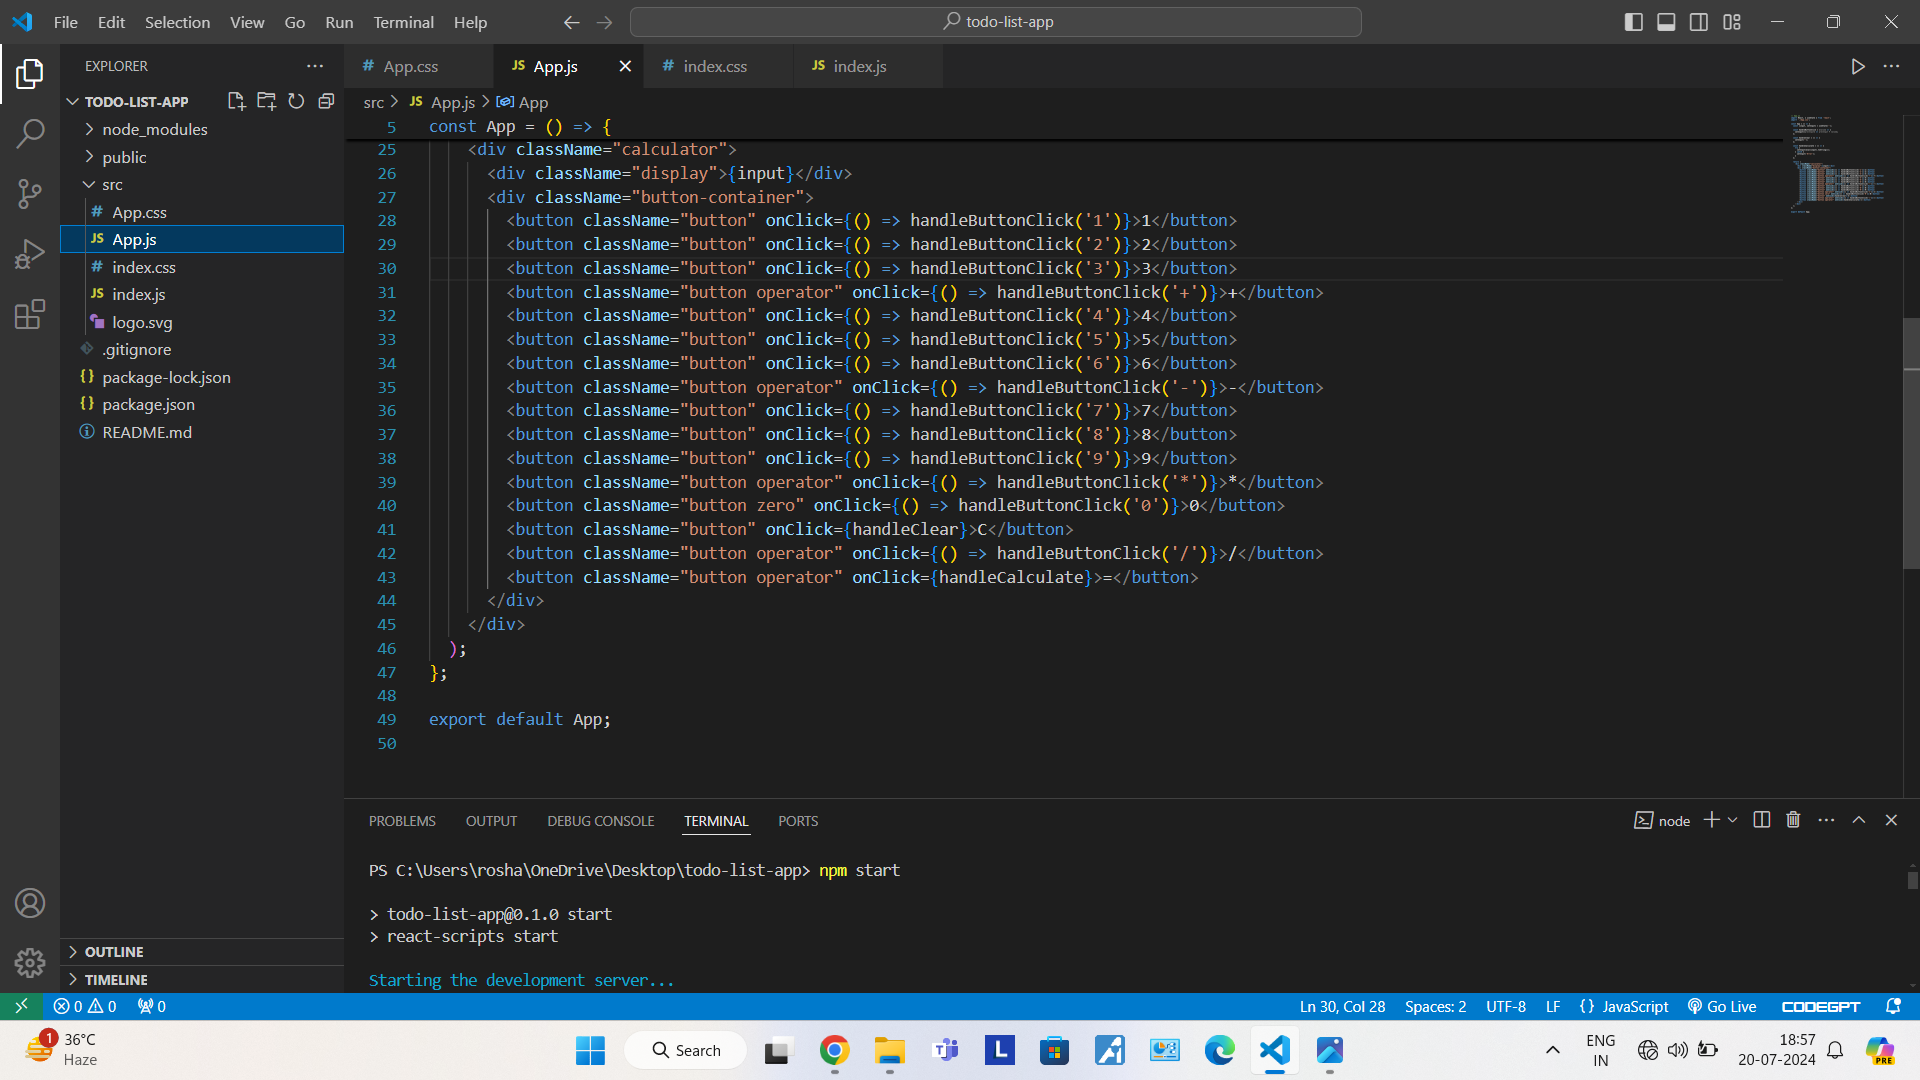 File Edit Selection View Go Run Terminal Help
todo-list-app
EXPLORER
TODO-LIST-APP
node_modules
public
src
# App.css
JS App.js
# index.css
JS index.js
logo.svg
.gitignore
{} package-lock.json
{} package.json
README.md
OUTLINE
TIMELINE
# App.css JS App.js # index.css JS index.js
src > JS App.js > App
5 const App = () => {
25 <div className="calculator">
26 <div className="display">{input}</div>
27 <div className="button-container">
28 <button className="button" onClick={() => handleButtonClick('1')}>1</button>
29 <button className="button" onClick={() => handleButtonClick('2')}>2</button>
30 <button className="button" onClick={() => handleButtonClick('3')}>3</button>
31 <button className="button operator" onClick={() => handleButtonClick('+')}>+</button>
32 <button className="button" onClick={() => handleButtonClick('4')}>4</button>
33 <button className="button" onClick={() => handleButtonClick('5')}>5</button>
34 <button className="button" onClick={() => handleButtonClick('6')}>6</button>
35 <button className="button operator" onClick={() => handleButtonClick('-')}>-</button>
36 <button className="button" onClick={() => handleButtonClick('7')}>7</button>
37 <button className="button" onClick={() => handleButtonClick('8')}>8</button>
38 <button className="button" onClick={() => handleButtonClick('9')}>9</button>
39 <button className="button operator" onClick={() => handleButtonClick('*')}>*</button>
40 <button className="button zero" onClick={() => handleButtonClick('0')}>0</button>
41 <button className="button" onClick={handleClear}>C</button>
42 <button className="button operator" onClick={() => handleButtonClick('/')}>/</button>
43 <button className="button operator" onClick={handleCalculate}>=</button>
44 </div>
45 </div>
46 );
47 };
48
49 export default App;
50
PROBLEMS OUTPUT DEBUG CONSOLE TERMINAL PORTS
node
PS C:\Users\rosha\OneDrive\Desktop\todo-list-app> npm start
> todo-list-app@0.1.0 start
> react-scripts start
Starting the development server...
0 0 0
Ln 30, Col 28 Spaces: 2 UTF-8 LF {} JavaScript Go Live CODEGPT
1
36°C
Haze
Search
L
ENG
IN
18:57
20-07-2024
PRE